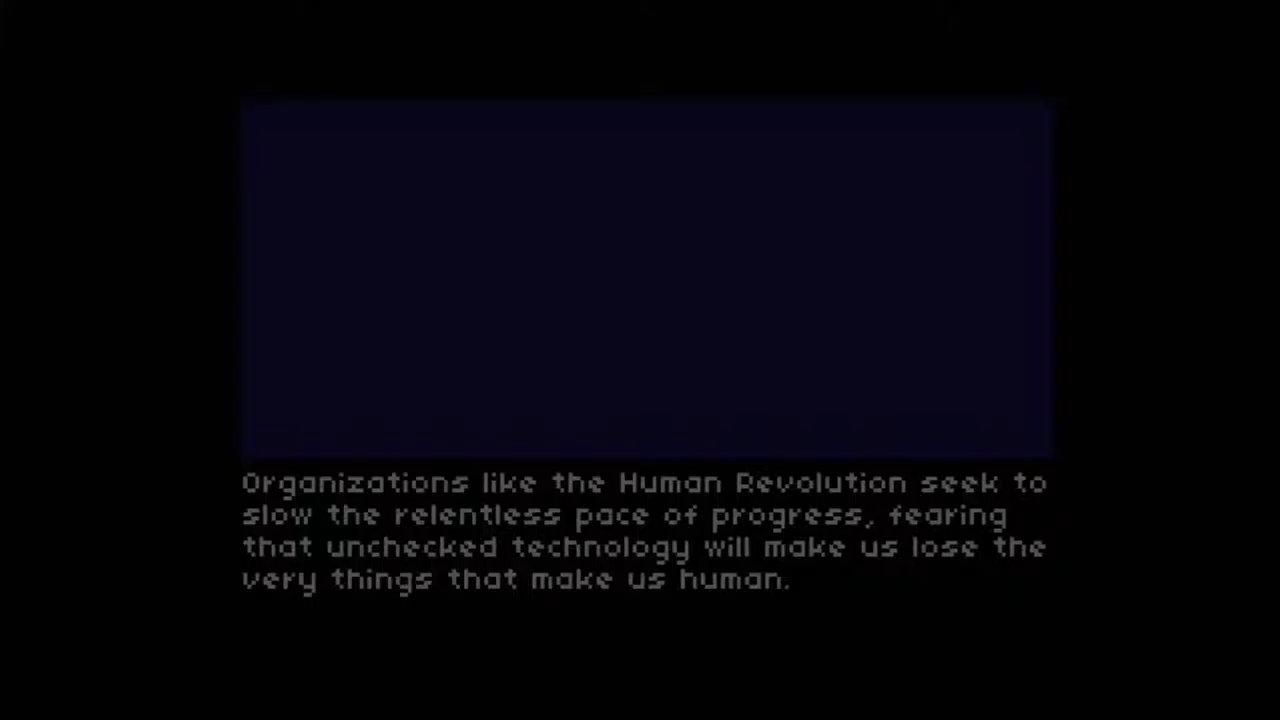 Organizations like the Human Revolution seek to
slow the relentless pace of progress, fearing
that unchecked technology will make us lose the
very things that make us human.